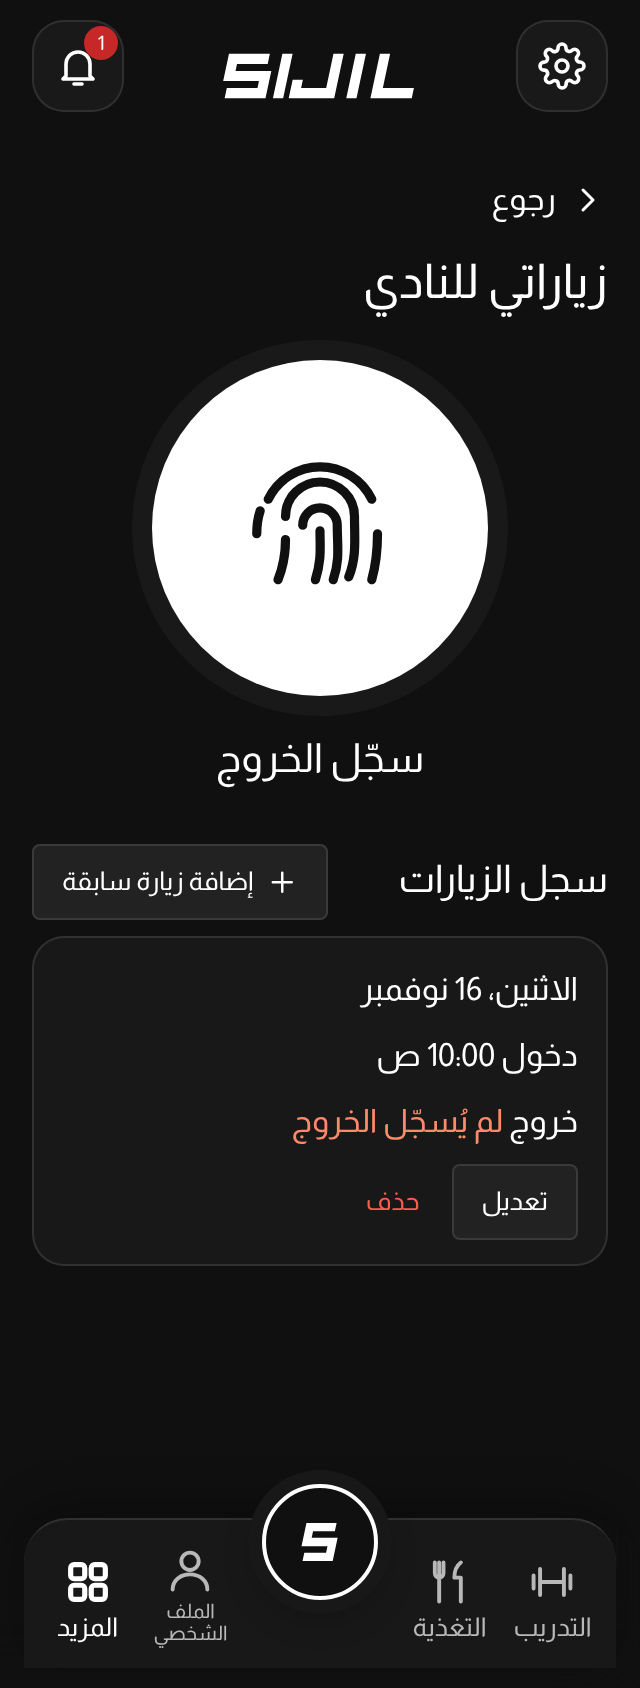 1
SIJIL
رجوع
زياراتي للنادي
سجّل الخروج
سجل الزيارات
إضافة زيارة سابقة
الاثنين، 16 نوفمبر
دخول 10:00 ص
خروج لم يُسجّل الخروج
تعديل
حذف
S
التدريب
التغذية
الملف
الشخصي
المزيد